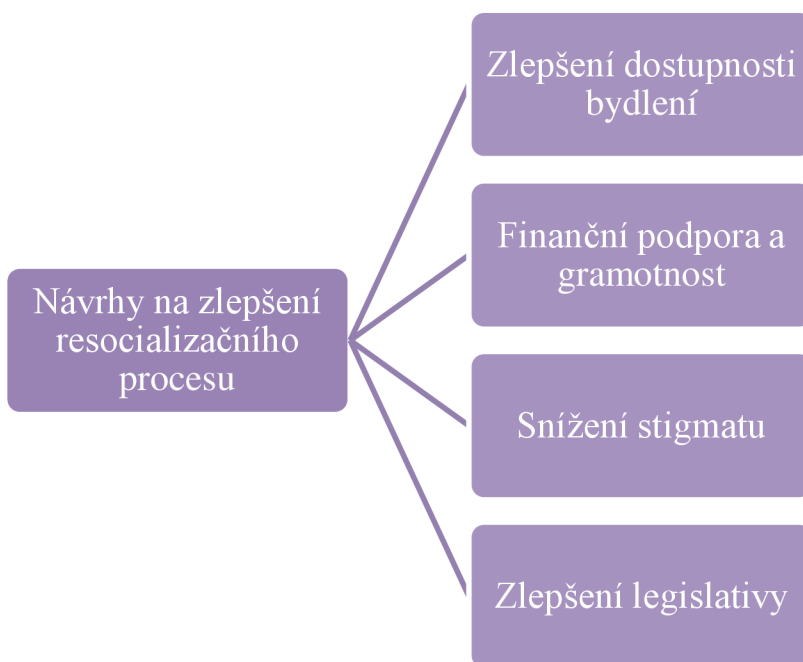 Návrhy na zlepšení
resocializačního
procesu
Zlepšení dostupnosti
bydlení
Finanční podpora a
gramotnost
Snížení stigmatu
Zlepšení legislativy